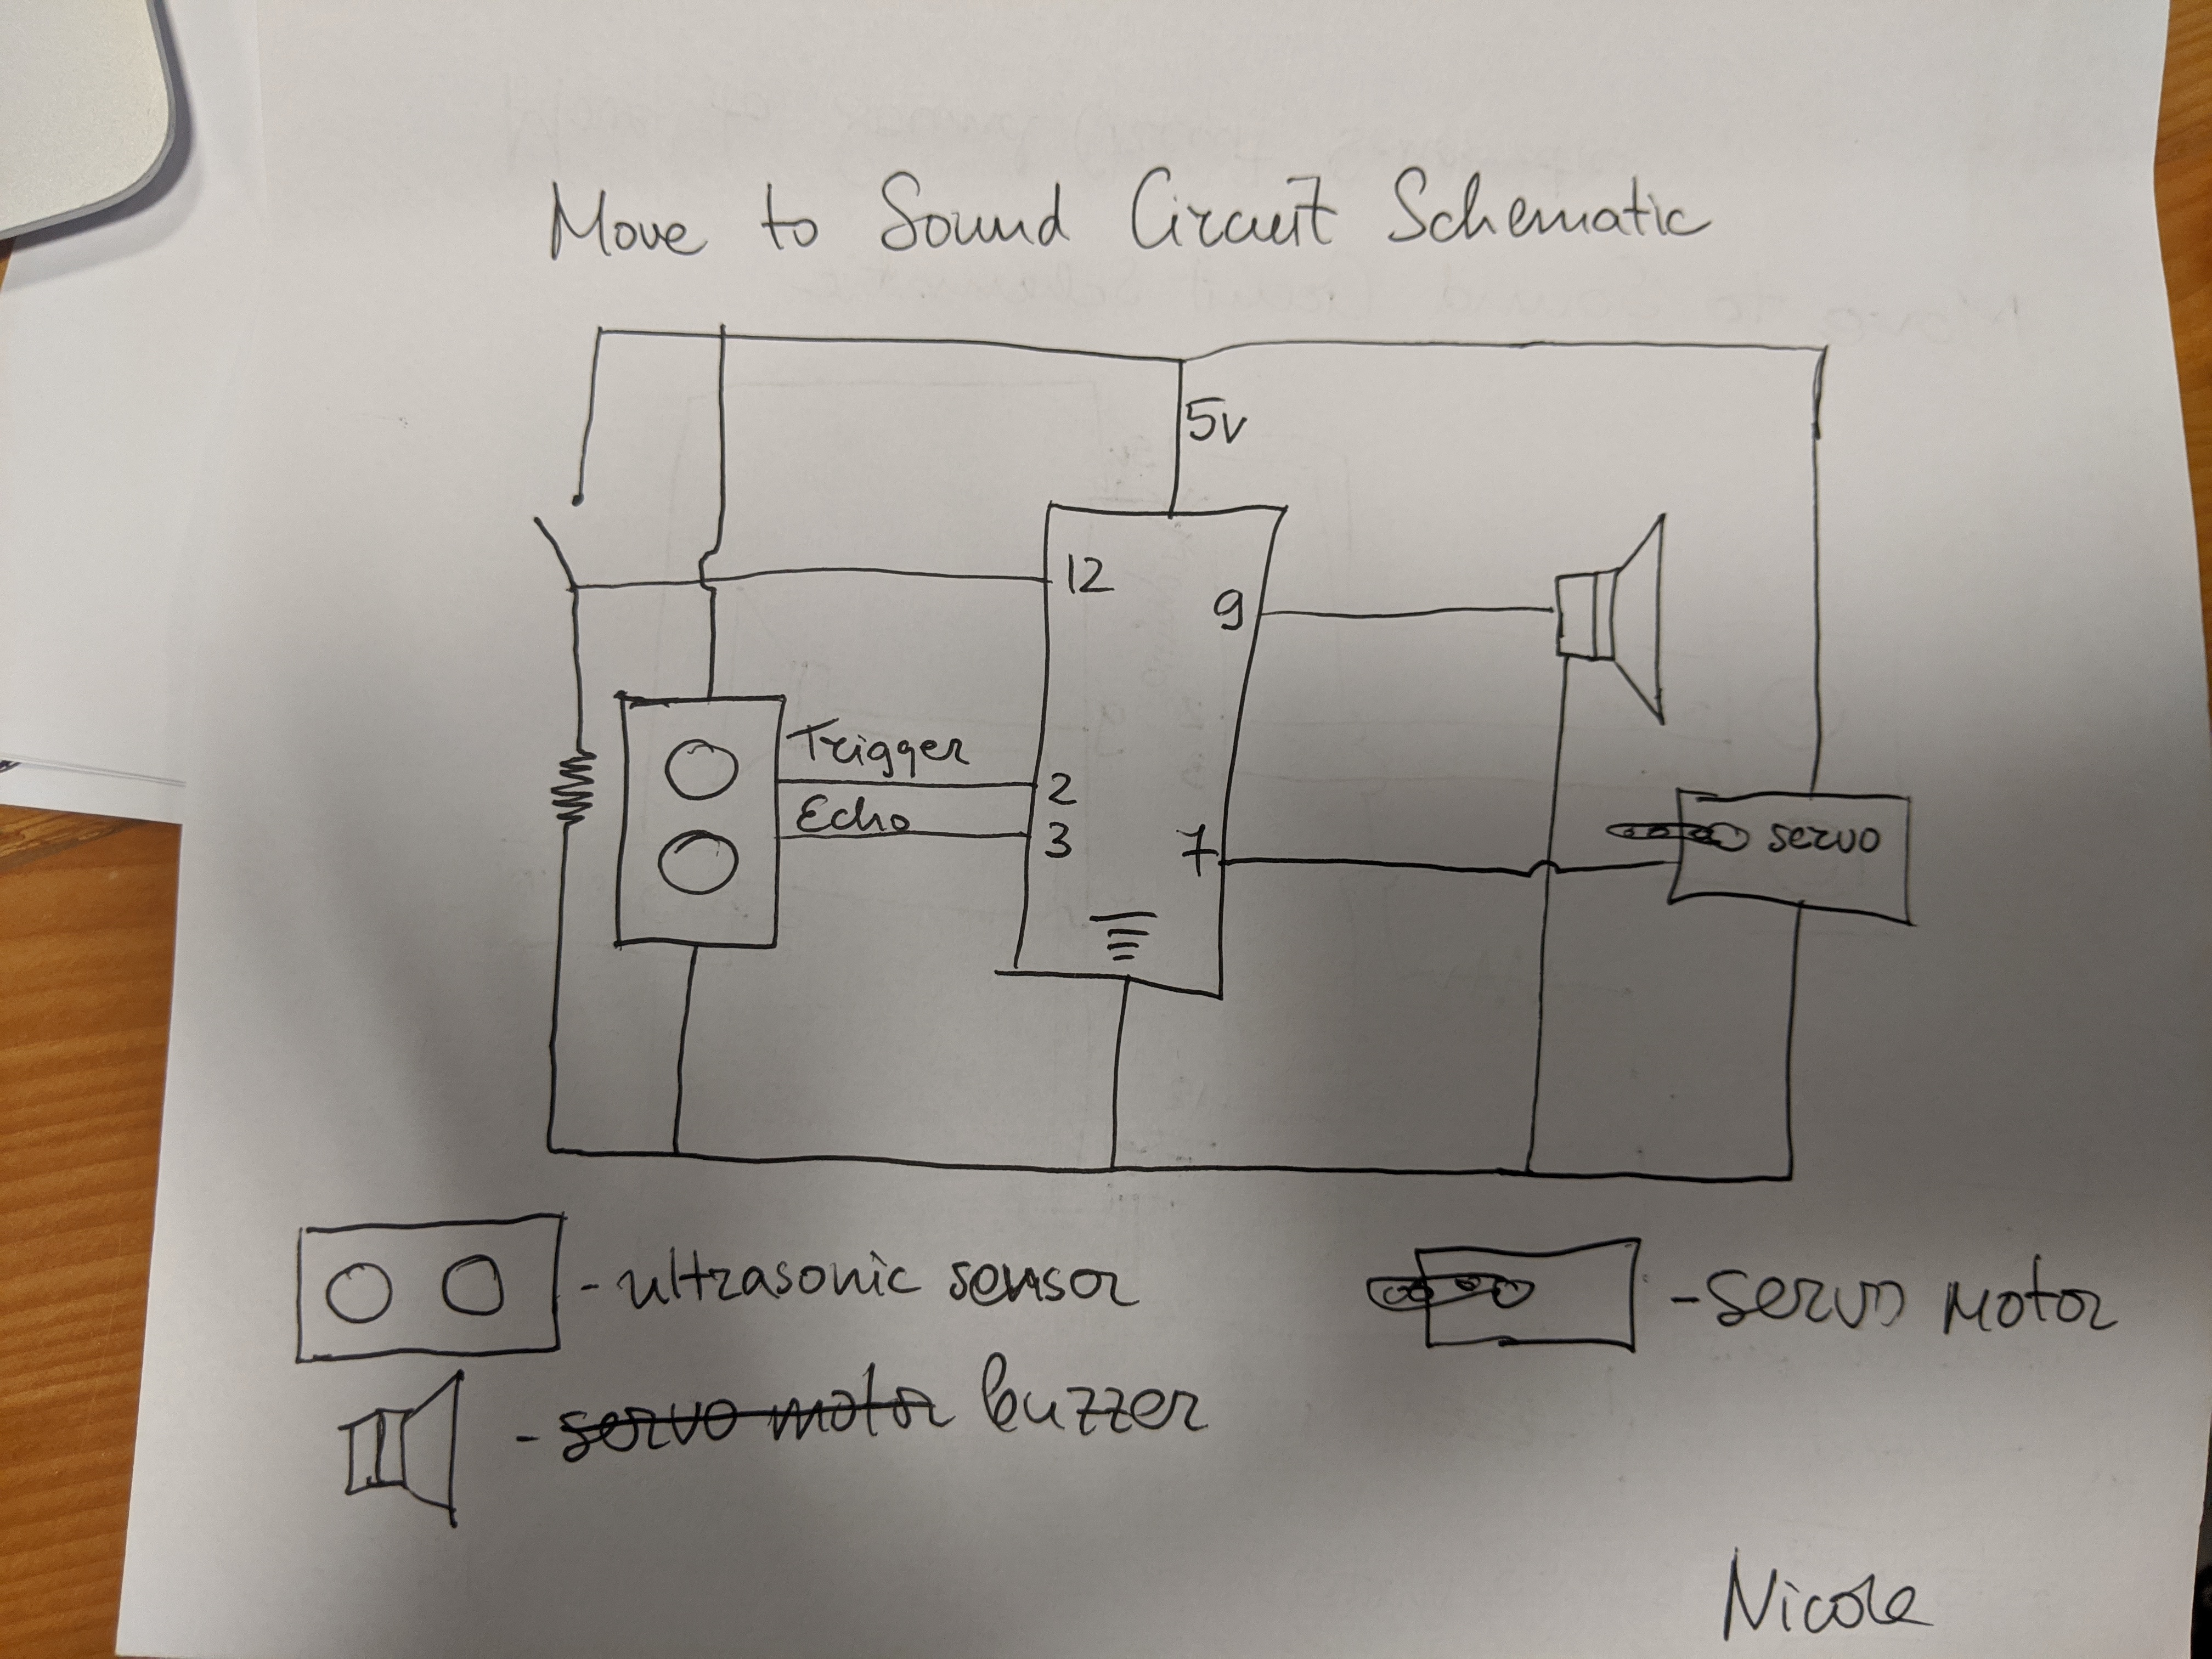 Move to Sound Circuit Schematic
5v
12
9
Trigger
2
Echo
3
7
servo
- ultrasonic sensor
- servo motor
- servo motor buzzer
Nicole